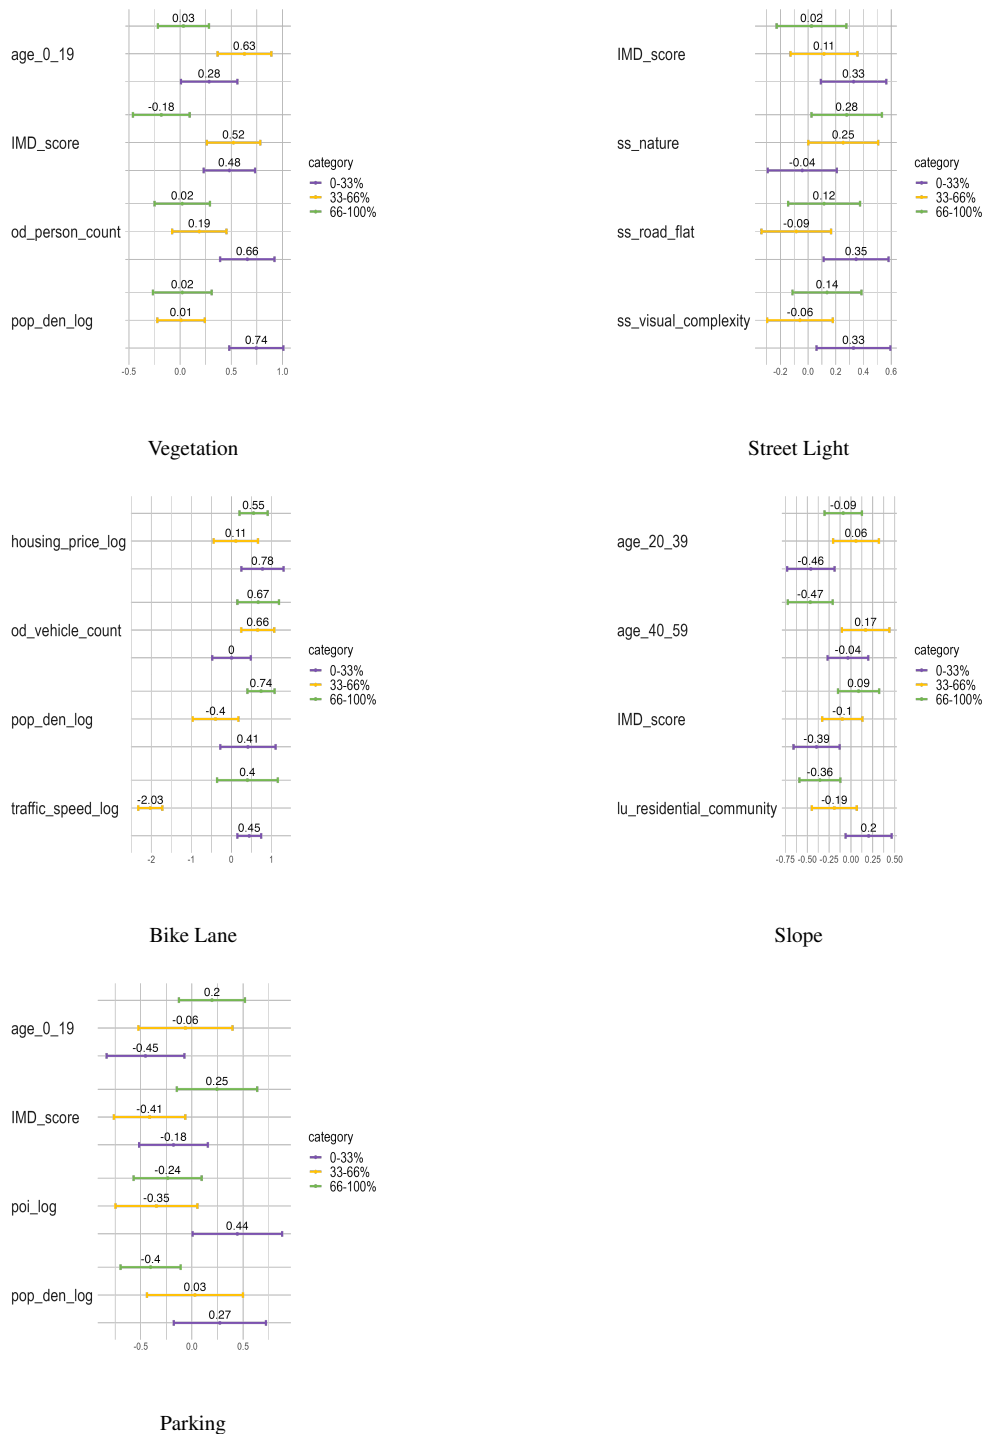 0.03
age_0_19
0.63
0.28
-0.18
IMD_score
0.52
0.48
0.02
od_person_count
0.19
0.66
0.02
pop_den_log
0.01
0.74
-0.5 0.0 0.5 1.0
category
0-33%
33-66%
66-100%
Vegetation
0.02
IMD_score
0.11
0.33
0.28
ss_nature
0.25
-0.04
0.12
ss_road_flat
-0.09
0.35
0.14
ss_visual_complexity
-0.06
0.33
-0.2 0.0 0.2 0.4 0.6
category
0-33%
33-66%
66-100%
Street Light
0.55
housing_price_log
0.11
0.78
0.67
od_vehicle_count
0.66
0
0.74
pop_den_log
-0.4
0.41
0.4
traffic_speed_log
-2.03
0.45
-2 -1 0 1
category
0-33%
33-66%
66-100%
Bike Lane
-0.09
age_20_39
0.06
-0.46
-0.47
age_40_59
0.17
-0.04
0.09
IMD_score
-0.1
-0.39
-0.36
lu_residential_community
-0.19
0.2
-0.75 -0.50 -0.25 0.00 0.25 0.50
category
0-33%
33-66%
66-100%
Slope
0.2
age_0_19
-0.06
-0.45
0.25
IMD_score
-0.41
-0.18
-0.24
poi_log
-0.35
0.44
-0.4
pop_den_log
0.03
0.27
-0.5 0.0 0.5
category
0-33%
33-66%
66-100%
Parking